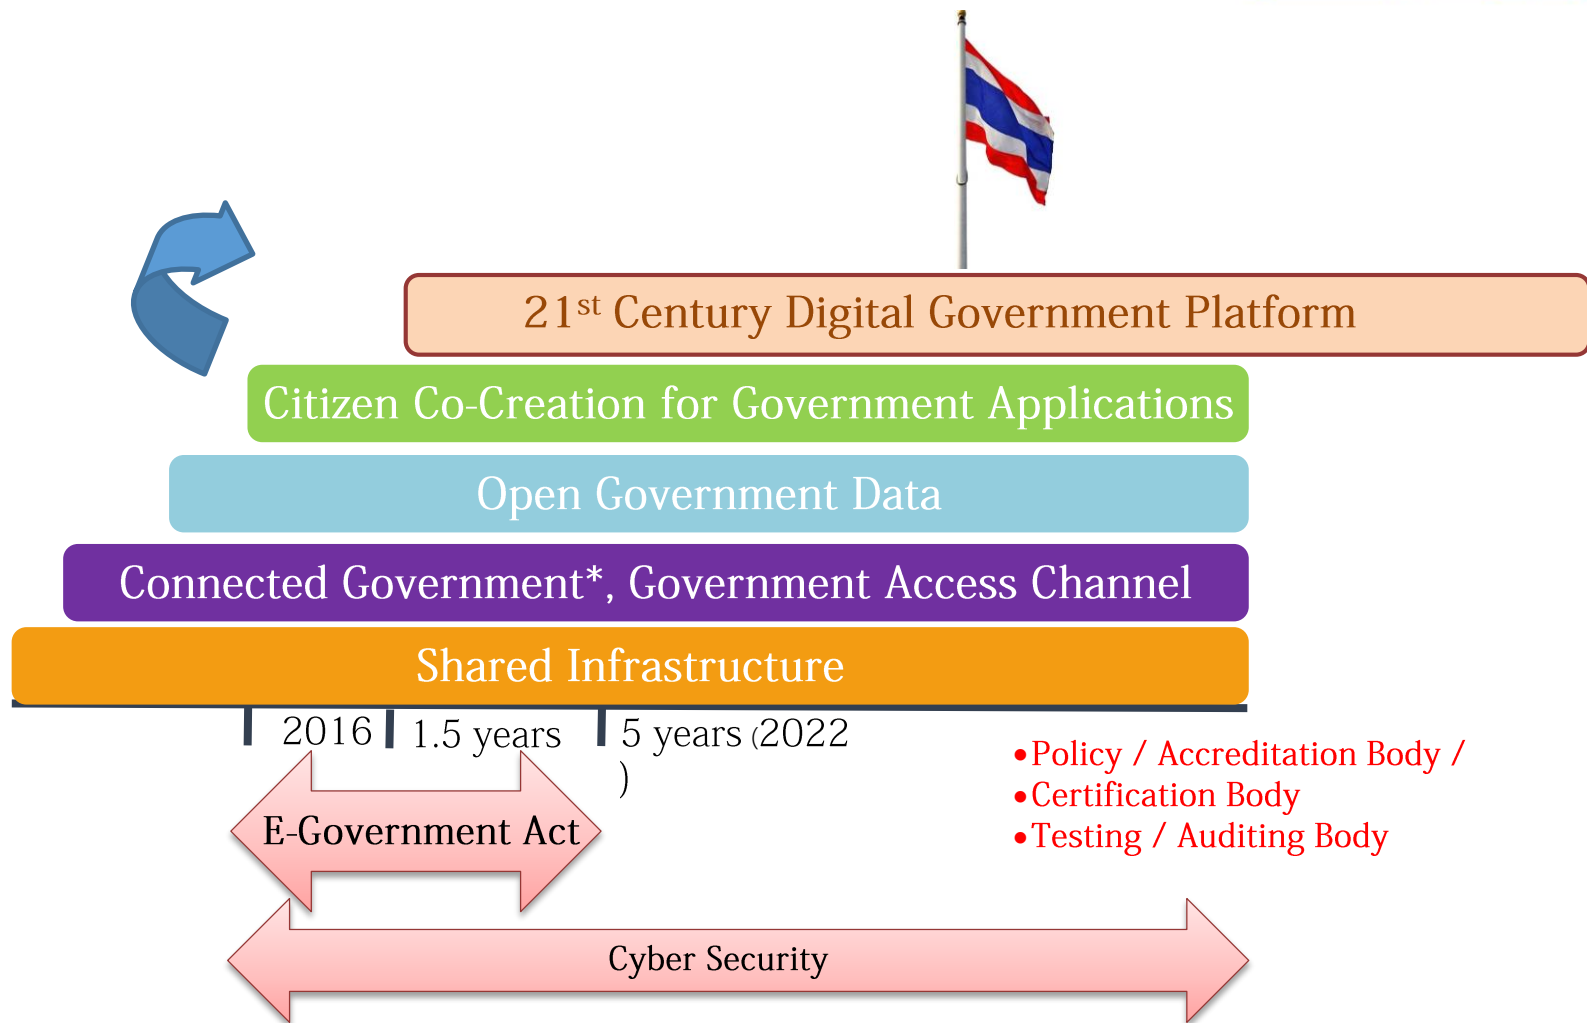 21st Century Digital Government Platform
Citizen Co-Creation for Government Applications
Open Government Data
Connected Government*, Government Access Channel
Shared Infrastructure
2016
1.5 years
5 years (2022
)
E-Government Act
Cyber Security
•Policy / Accreditation Body /
•Certification Body
•Testing / Auditing Body